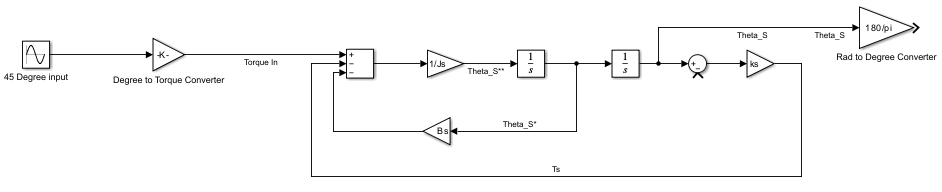 45 Degree input
-K-
Degree to Torque Converter
Torque In
+
−
−
1/Js
Theta_S**
1
s
Theta_S*
Bs
1
s
+
−
ks
Ts
Theta_S
Theta_S
180/pi
Rad to Degree Converter